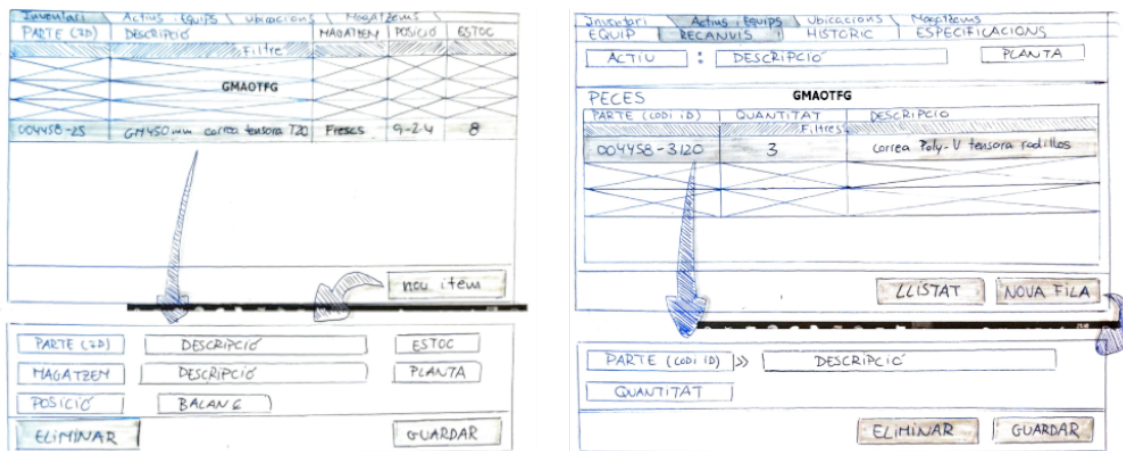 Inventari Actius i Equips Ubicacions Magatzems
PARTE (ID) DESCRIPCIÓ MAGATZEM POSICIÓ ESTOC
Filtre
GMAOTFG
004458-25 GM450mm correa tensora T20 Frescs 9-2-4 8
nou item
PARTE (ID) DESCRIPCIÓ ESTOC
MAGATZEM DESCRIPCIÓ PLANTA
POSICIÓ BALANÇ
ELIMINAR GUARDAR
Inventari Actius i Equips Ubicacions Magatzems
EQUIP RECANVIS HISTORIC ESPECIFICACIONS
ACTIU : DESCRIPCIÓ PLANTA
PECES GMAOTFG
PARTE (CODI ID) QUANTITAT DESCRIPCIO
Filtres
004458-3120 3 correa Poly-V tensora rodillos
LLISTAT NOVA FILA
PARTE (CODI ID) >> DESCRIPCIÓ
QUANTITAT
ELIMINAR GUARDAR